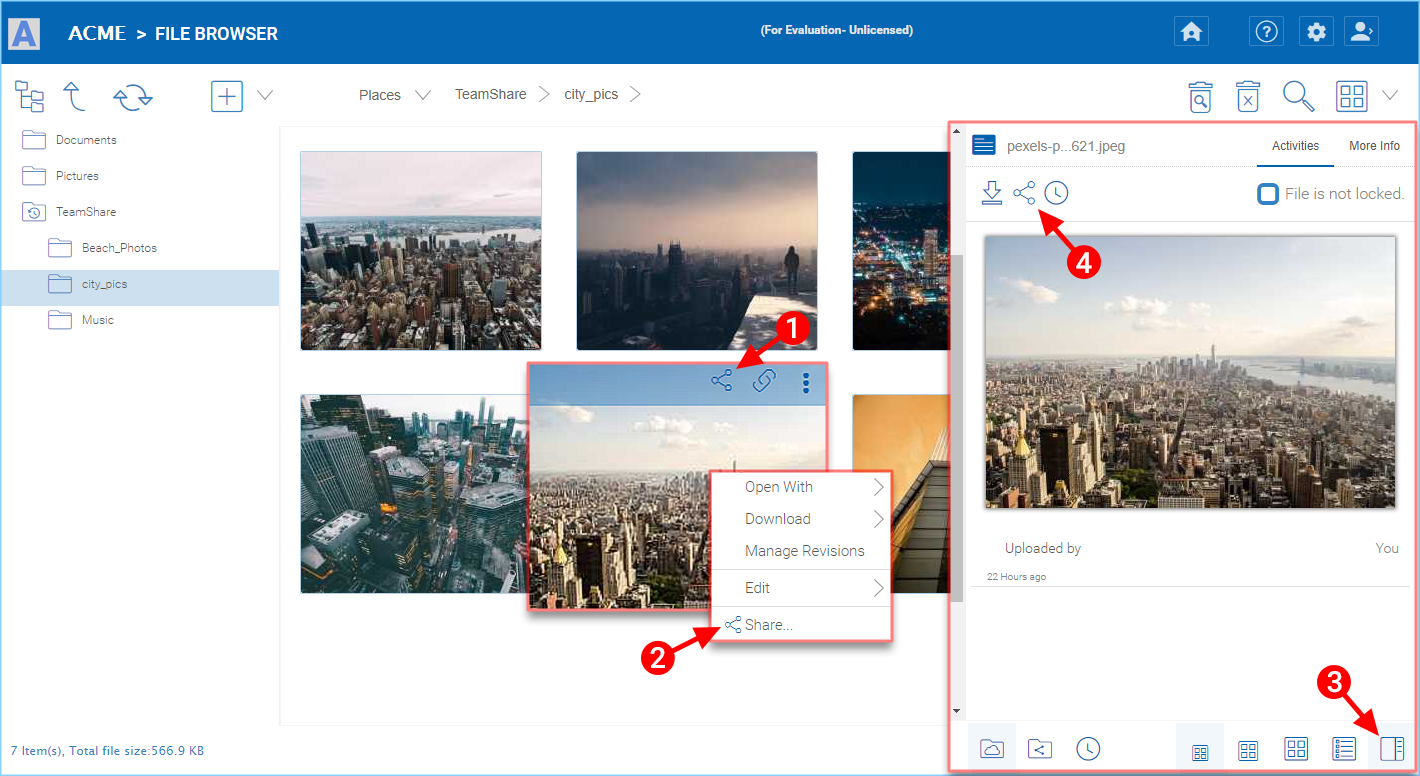 A
ACME > FILE BROWSER
(For Evaluation- Unlicensed)
?
Places
TeamShare
city_pics
Documents
Pictures
TeamShare
Beach_Photos
city_pics
Music
pexels-p...621.jpeg
Activities
More Info
File is not locked.
4
1
Open With
Download
Manage Revisions
Edit
Share...
2
Uploaded by
You
22 Hours ago
3
7 Item(s), Total file size:566.9 KB